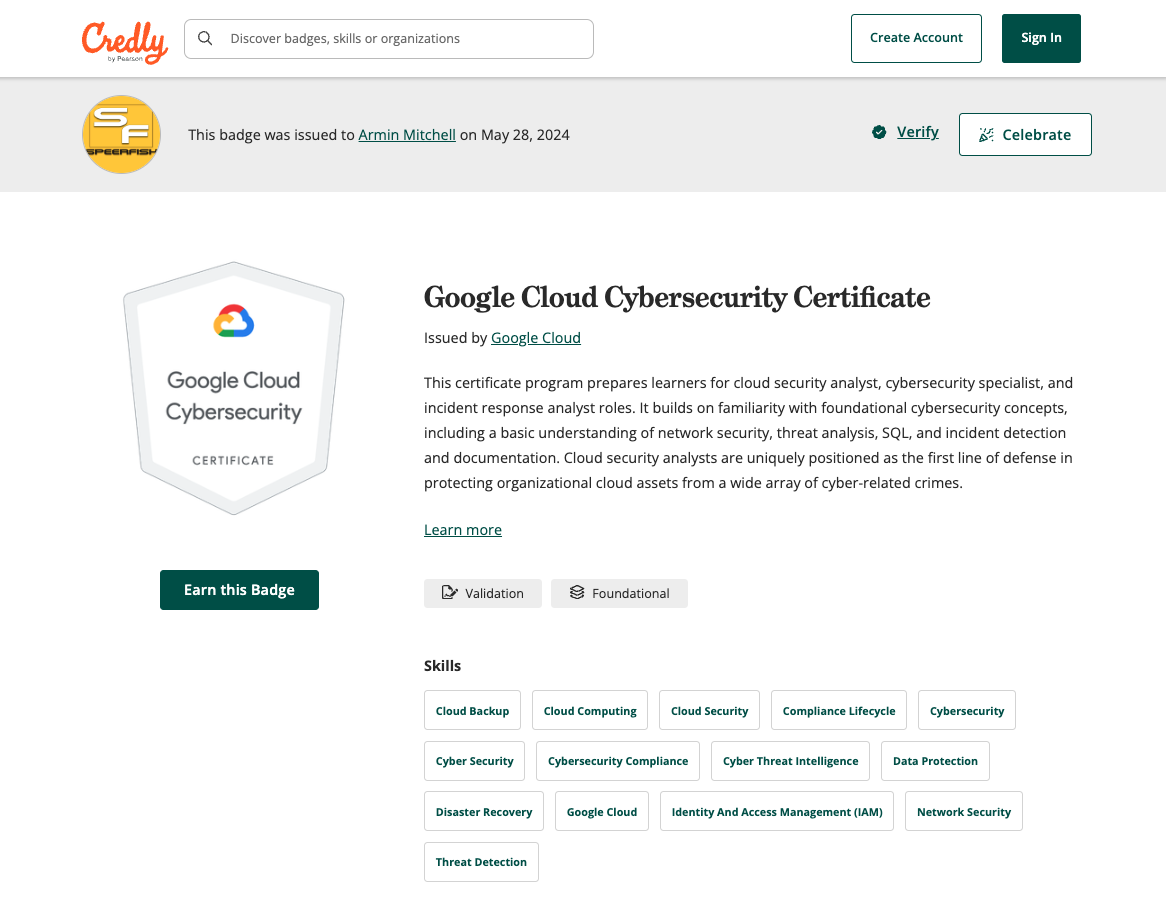 Credly
by Pearson
Discover badges, skills or organizations
Create Account
Sign In
SF
SPEERFISH
This badge was issued to Armin Mitchell on May 28, 2024
Verify
Celebrate
Google Cloud
Cybersecurity
CERTIFICATE
Earn this Badge
Google Cloud Cybersecurity Certificate
Issued by Google Cloud
This certificate program prepares learners for cloud security analyst, cybersecurity specialist, and
incident response analyst roles. It builds on familiarity with foundational cybersecurity concepts,
including a basic understanding of network security, threat analysis, SQL, and incident detection
and documentation. Cloud security analysts are uniquely positioned as the first line of defense in
protecting organizational cloud assets from a wide array of cyber-related crimes.
Learn more
Validation
Foundational
Skills
Cloud Backup
Cloud Computing
Cloud Security
Compliance Lifecycle
Cybersecurity
Cyber Security
Cybersecurity Compliance
Cyber Threat Intelligence
Data Protection
Disaster Recovery
Google Cloud
Identity And Access Management (IAM)
Network Security
Threat Detection